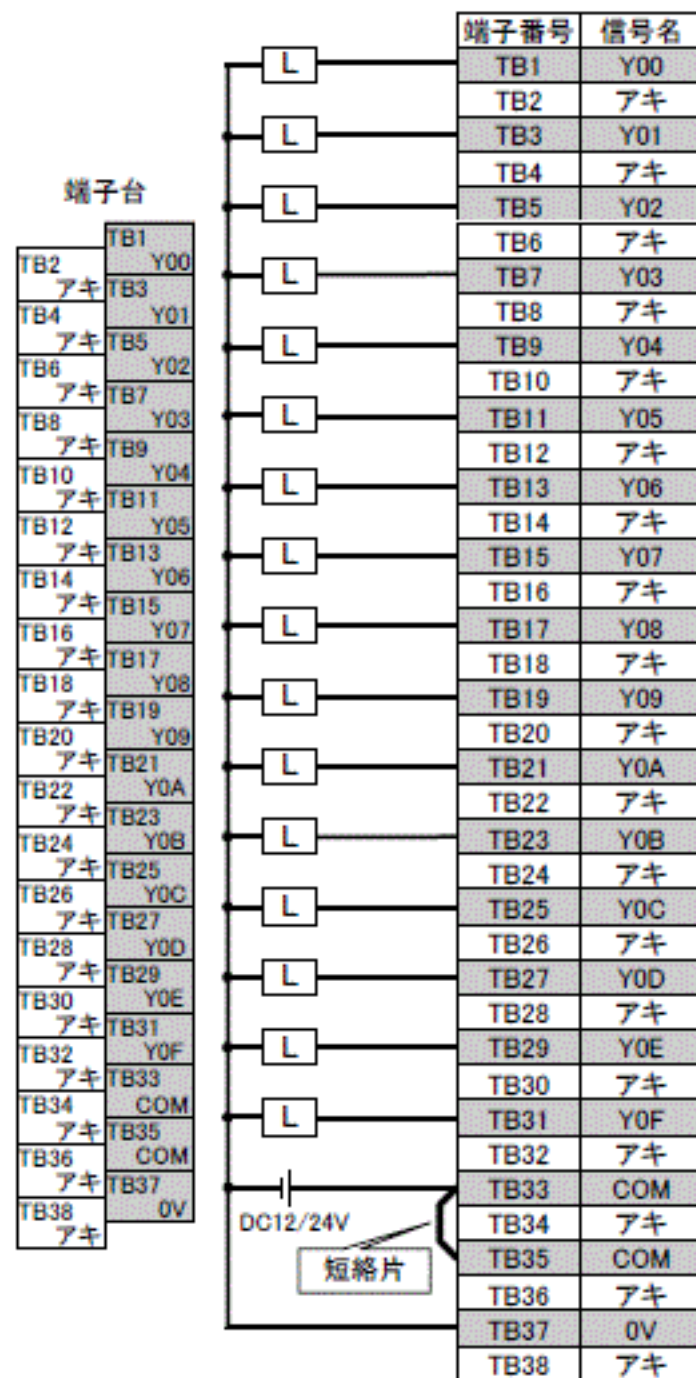 端子台
TB1
Y00
TB2
アキ
TB3
Y01
TB4
アキ
TB5
Y02
TB6
アキ
TB7
Y03
TB8
アキ
TB9
Y04
TB10
アキ
TB11
Y05
TB12
アキ
TB13
Y06
TB14
アキ
TB15
Y07
TB16
アキ
TB17
Y08
TB18
アキ
TB19
Y09
TB20
アキ
TB21
Y0A
TB22
アキ
TB23
Y0B
TB24
アキ
TB25
Y0C
TB26
アキ
TB27
Y0D
TB28
アキ
TB29
Y0E
TB30
アキ
TB31
Y0F
TB32
アキ
TB33
COM
TB34
アキ
TB35
COM
TB36
アキ
TB37
0V
TB38
アキ
端子番号 信号名
L TB1 Y00
TB2 アキ
L TB3 Y01
TB4 アキ
L TB5 Y02
TB6 アキ
L TB7 Y03
TB8 アキ
L TB9 Y04
TB10 アキ
L TB11 Y05
TB12 アキ
L TB13 Y06
TB14 アキ
L TB15 Y07
TB16 アキ
L TB17 Y08
TB18 アキ
L TB19 Y09
TB20 アキ
L TB21 Y0A
TB22 アキ
L TB23 Y0B
TB24 アキ
L TB25 Y0C
TB26 アキ
L TB27 Y0D
TB28 アキ
L TB29 Y0E
TB30 アキ
L TB31 Y0F
TB32 アキ
TB33 COM
DC12/24V TB34 アキ
短絡片 TB35 COM
TB36 アキ
TB37 0V
TB38 アキ